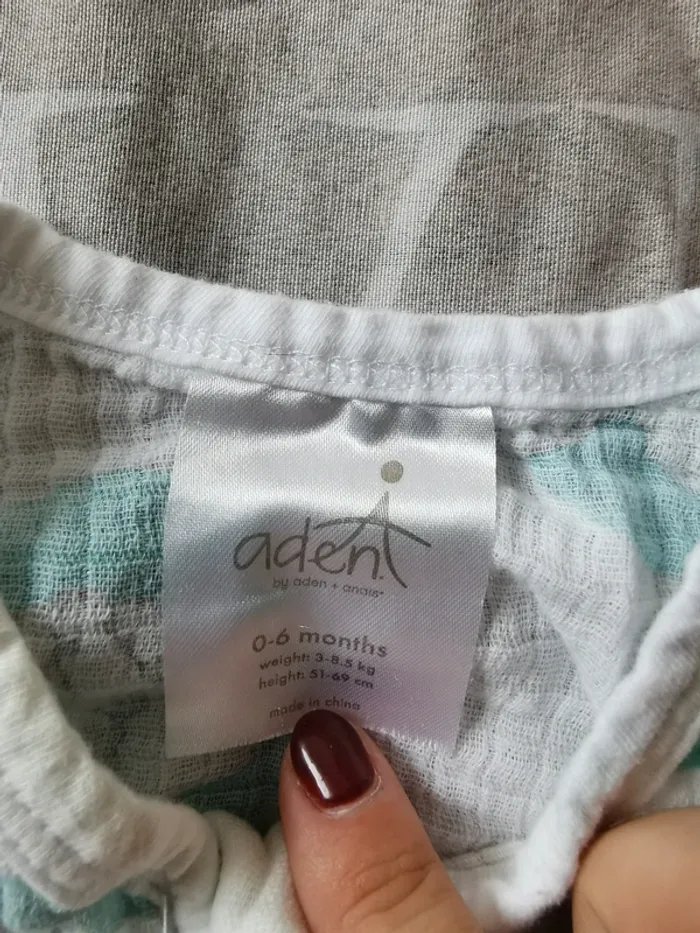 aden.
by aden + anais®
0-6 months
weight: 3-8.5 kg
height: 51-69 cm
made in china